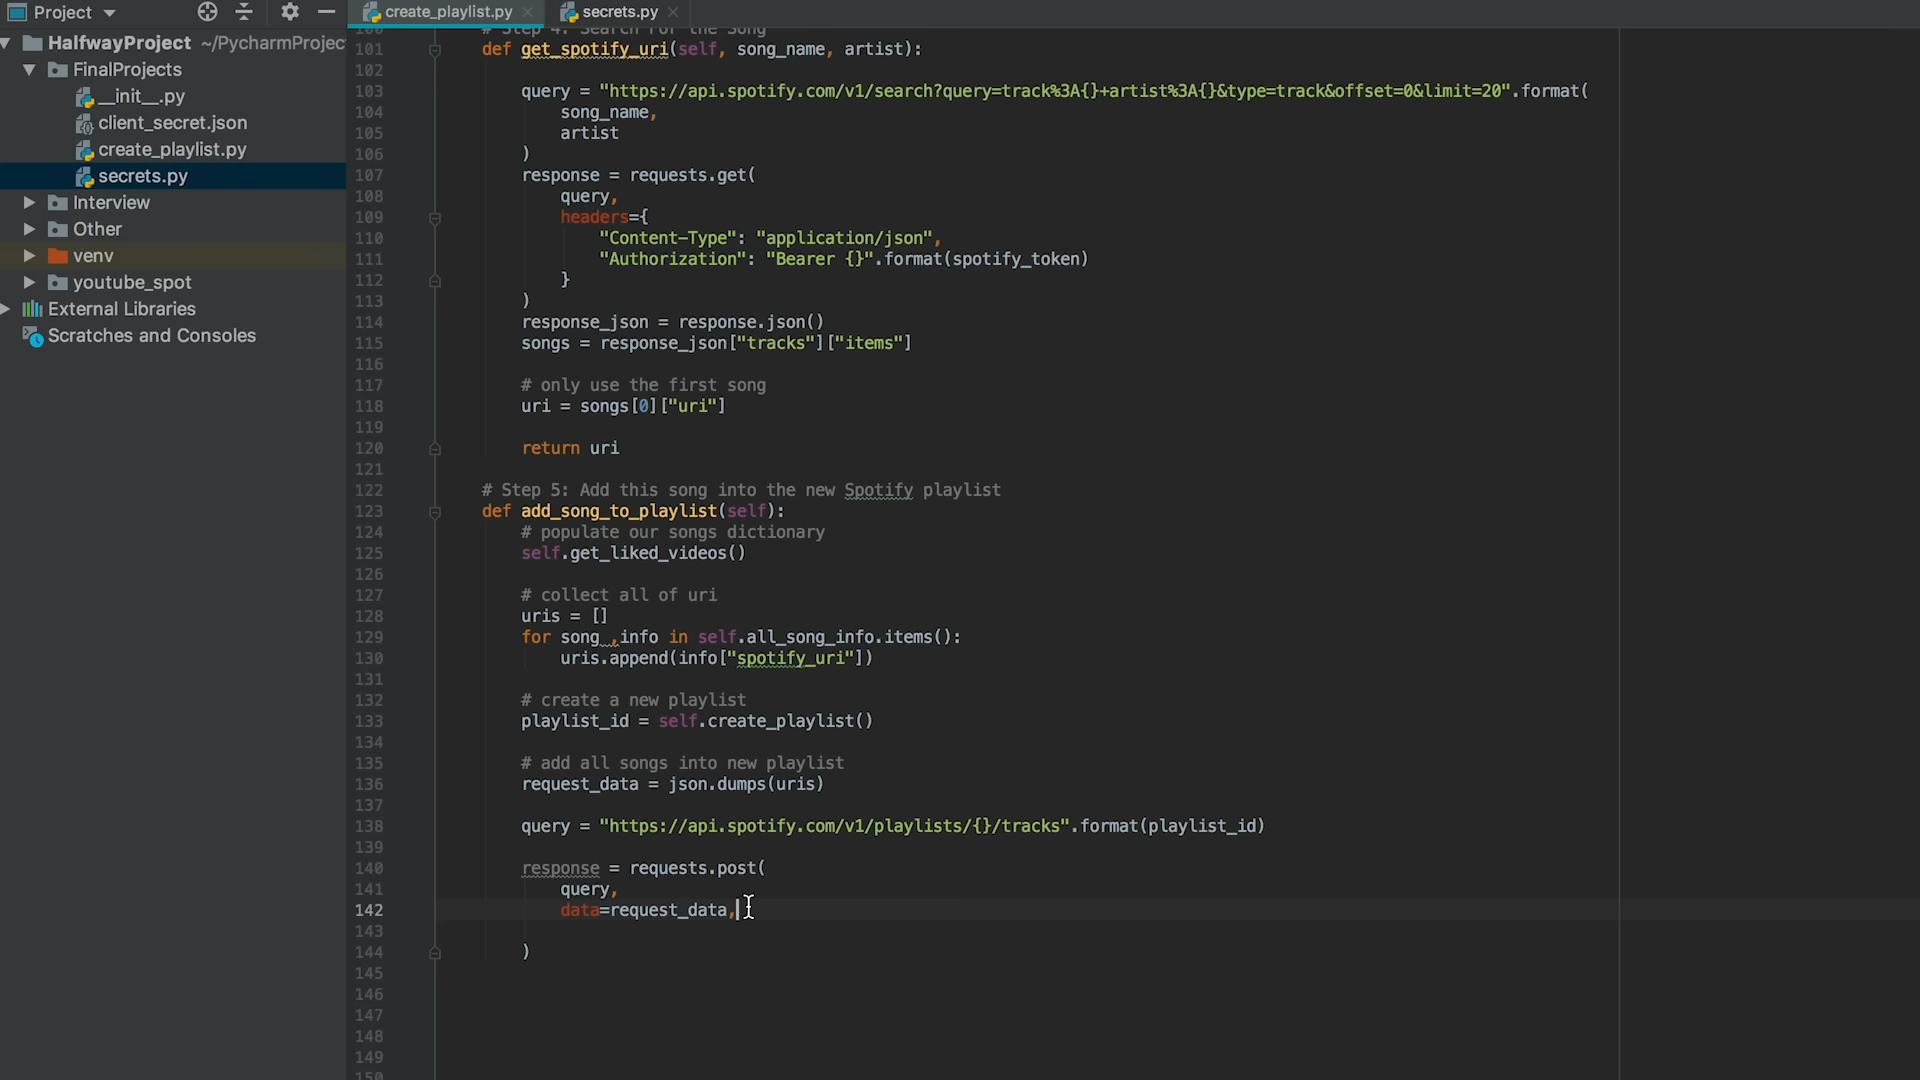 Project
create_playlist.py
secrets.py
HalfwayProject ~/PycharmProjec
FinalProjects
__init__.py
client_secret.json
create_playlist.py
secrets.py
Interview
Other
venv
youtube_spot
External Libraries
Scratches and Consoles
100 # Step 4: Search For the Song
101 def get_spotify_uri(self, song_name, artist):
102
103 query = "https://api.spotify.com/v1/search?query=track%3A{}+artist%3A{}&type=track&offset=0&limit=20".format(
104 song_name,
105 artist
106 )
107 response = requests.get(
108 query,
109 headers={
110 "Content-Type": "application/json",
111 "Authorization": "Bearer {}".format(spotify_token)
112 }
113 )
114 response_json = response.json()
115 songs = response_json["tracks"]["items"]
116
117 # only use the first song
118 uri = songs[0]["uri"]
119
120 return uri
121
122 # Step 5: Add this song into the new Spotify playlist
123 def add_song_to_playlist(self):
124 # populate our songs dictionary
125 self.get_liked_videos()
126
127 # collect all of uri
128 uris = []
129 for song ,info in self.all_song_info.items():
130 uris.append(info["spotify_uri"])
131
132 # create a new playlist
133 playlist_id = self.create_playlist()
134
135 # add all songs into new playlist
136 request_data = json.dumps(uris)
137
138 query = "https://api.spotify.com/v1/playlists/{}/tracks".format(playlist_id)
139
140 response = requests.post(
141 query,
142 data=request_data,
143
144 )
145
146
147
148
149
150